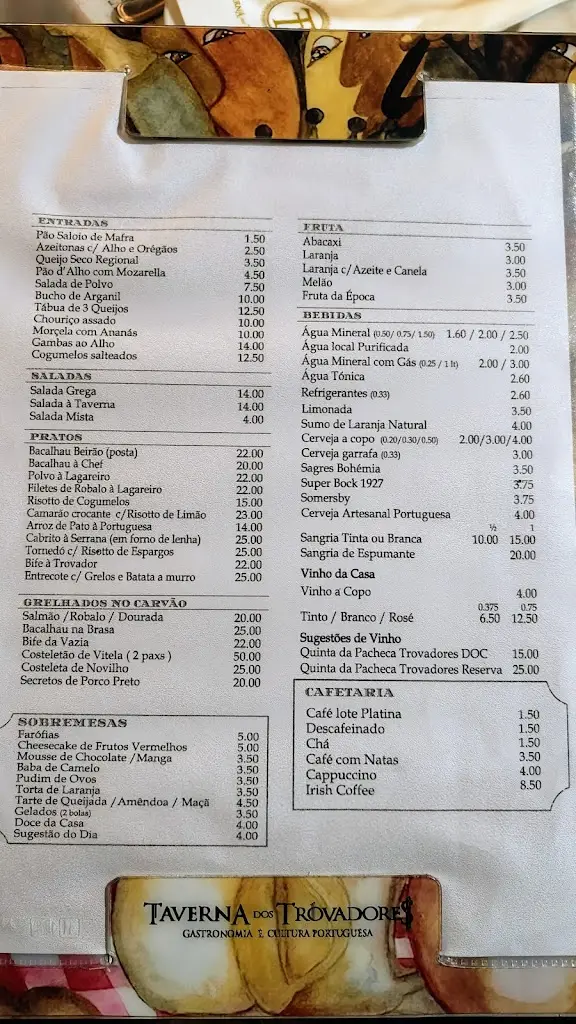 ENTRADAS
Pão Saloio de Mafra 1.50
Azeitonas c/ Alho e Orégãos 2.50
Queijo Seco Regional 3.50
Pão d'Alho com Mozarella 4.50
Salada de Polvo 7.50
Bucho de Arganil 10.00
Tábua de 3 Queijos 12.50
Chouriço assado 10.00
Morçela com Ananás 10.00
Gambas ao Alho 14.00
Cogumelos salteados 12.50
SALADAS
Salada Grega 14.00
Salada à Taverna 14.00
Salada Mista 4.00
PRATOS
Bacalhau Beirão (posta) 22.00
Bacalhau à Chef 20.00
Polvo à Lagareiro 22.00
Filetes de Robalo à Lagareiro 22.00
Risotto de Cogumelos 15.00
Camarão crocante c/Risotto de Limão 23.00
Arroz de Pato à Portuguesa 14.00
Cabrito à Serrana (em forno de lenha) 25.00
Tornedó c/ Risetto de Espargos 25.00
Bife à Trovador 22.00
Entrecote c/ Grelos e Batata a murro 25.00
GRELHADOS NO CARVÃO
Salmão /Robalo / Dourada 20.00
Bacalhau na Brasa 25.00
Bife da Vazia 22.00
Costeletão de Vitela ( 2 paxs ) 50.00
Costeleta de Novilho 25.00
Secretos de Porco Preto 20.00
SOBREMESAS
Farófias 5.00
Cheesecake de Frutos Vermelhos 5.00
Mousse de Chocolate /Manga 3.50
Baba de Camelo 3.50
Pudim de Ovos 3.50
Torta de Laranja 3.50
Tarte de Queijada /Amêndoa / Maçã 4.50
Gelados (2 bolas) 3.50
Doce da Casa 4.00
Sugestão do Dia 4.00
FRUTA
Abacaxi 3.50
Laranja 3.00
Laranja c/Azeite e Canela 3.50
Melão 3.00
Fruta da Época 3.50
BEBIDAS
Água Mineral (0.50/ 0.75/ 1.50) 1.60 / 2.00 / 2.50
Água local Purificada 2.00
Água Mineral com Gás (0.25 / 1 lt) 2.00 / 3.00
Água Tónica 2.60
Refrigerantes (0.33) 2.60
Limonada 3.50
Sumo de Laranja Natural 4.00
Cerveja a copo (0.20/0.30/0.50) 2.00/3.00/4.00
Cerveja garrafa (0.33) 3.00
Sagres Bohémia 3.50
Super Bock 1927 3.75
Somersby 3.75
Cerveja Artesanal Portuguesa 4.00
½ 1
Sangria Tinta ou Branca 10.00 15.00
Sangria de Espumante 20.00
Vinho da Casa
Vinho a Copo 4.00
0.375 0.75
Tinto / Branco / Rosé 6.50 12.50
Sugestões de Vinho
Quinta da Pacheca Trovadores DOC 15.00
Quinta da Pacheca Trovadores Reserva 25.00
CAFETARIA
Café lote Platina 1.50
Descafeinado 1.50
Chá 1.50
Café com Natas 3.50
Cappuccino 4.00
Irish Coffee 8.50
TAVERNA DOS TROVADORES
GASTRONOMIA E CULTURA PORTUGUESA